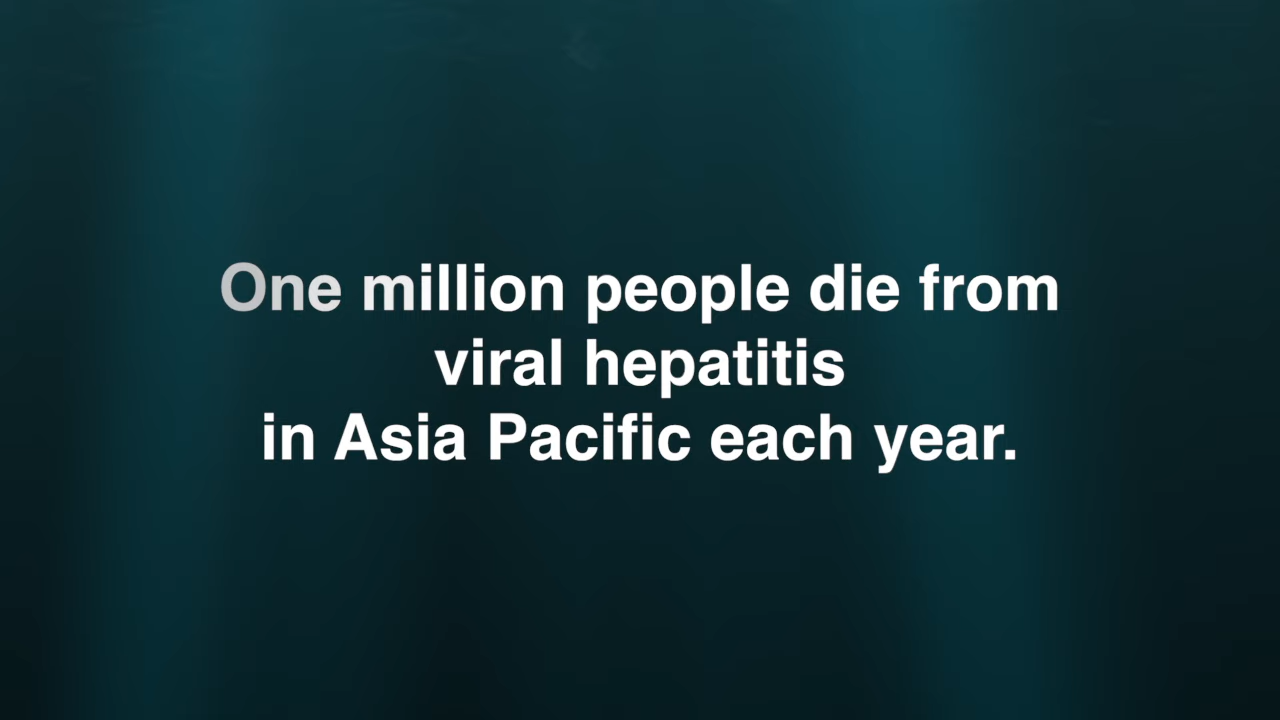 One million people die from
viral hepatitis
in Asia Pacific each year.